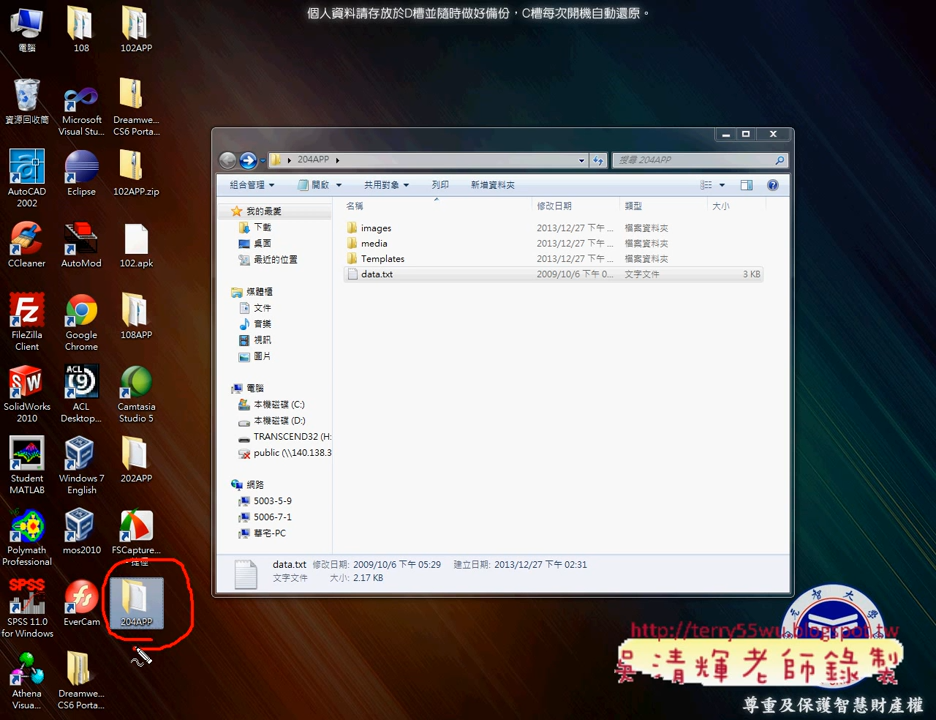 個人資料請存放於D槽並隨時做好備份，C槽每次開機自動還原。
電腦
108
102APP
資源回收筒
Microsoft
Visual Stu...
Dreamwe...
CS6 Porta...
AutoCAD
2002
Eclipse
102APP.zip
CCleaner
AutoMod
102.apk
FileZilla
Client
Google
Chrome
108APP
SolidWorks
2010
ACL
Desktop...
Camtasia
Studio 5
Student
MATLAB
Windows 7
English
202APP
Polymath
Professional
mos2010
FSCapture...
捷徑
SPSS 11.0
for Windows
EverCam
204APP
Athena
Visua...
Dreamwe...
CS6 Porta...
204APP
搜尋 204APP
組合管理
開啟
共用對象
列印
新增資料夾
名稱
修改日期
類型
大小
images
2013/12/27 下午 ...
檔案資料夾
media
2013/12/27 下午 ...
檔案資料夾
Templates
2013/12/27 下午 ...
檔案資料夾
data.txt
2009/10/6 下午 0...
文字文件
3 KB
我的最愛
下載
桌面
最近的位置
媒體櫃
文件
音樂
視訊
圖片
電腦
本機磁碟 (C:)
本機磁碟 (D:)
TRANSCEND32 (H:
public (\\140.138.3
網路
5003-5-9
5006-7-1
華宅-PC
data.txt 修改日期: 2009/10/6 下午 05:29 建立日期: 2013/12/27 下午 02:31
文字文件 大小: 2.17 KB
元智大學
http://terry55wu.blogspot.tw
吳清輝老師錄製
尊重及保護智慧財產權